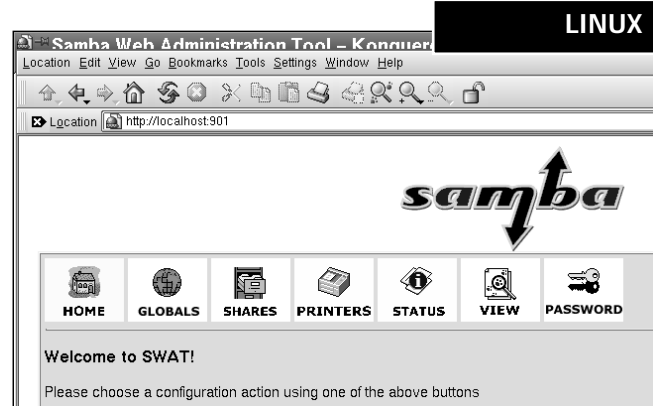 LINUX
Samba Web Administration Tool – Konquer
Location Edit View Go Bookmarks Tools Settings Window Help
Location http://localhost:901
samba
HOME GLOBALS SHARES PRINTERS STATUS VIEW PASSWORD
Welcome to SWAT!
Please choose a configuration action using one of the above buttons